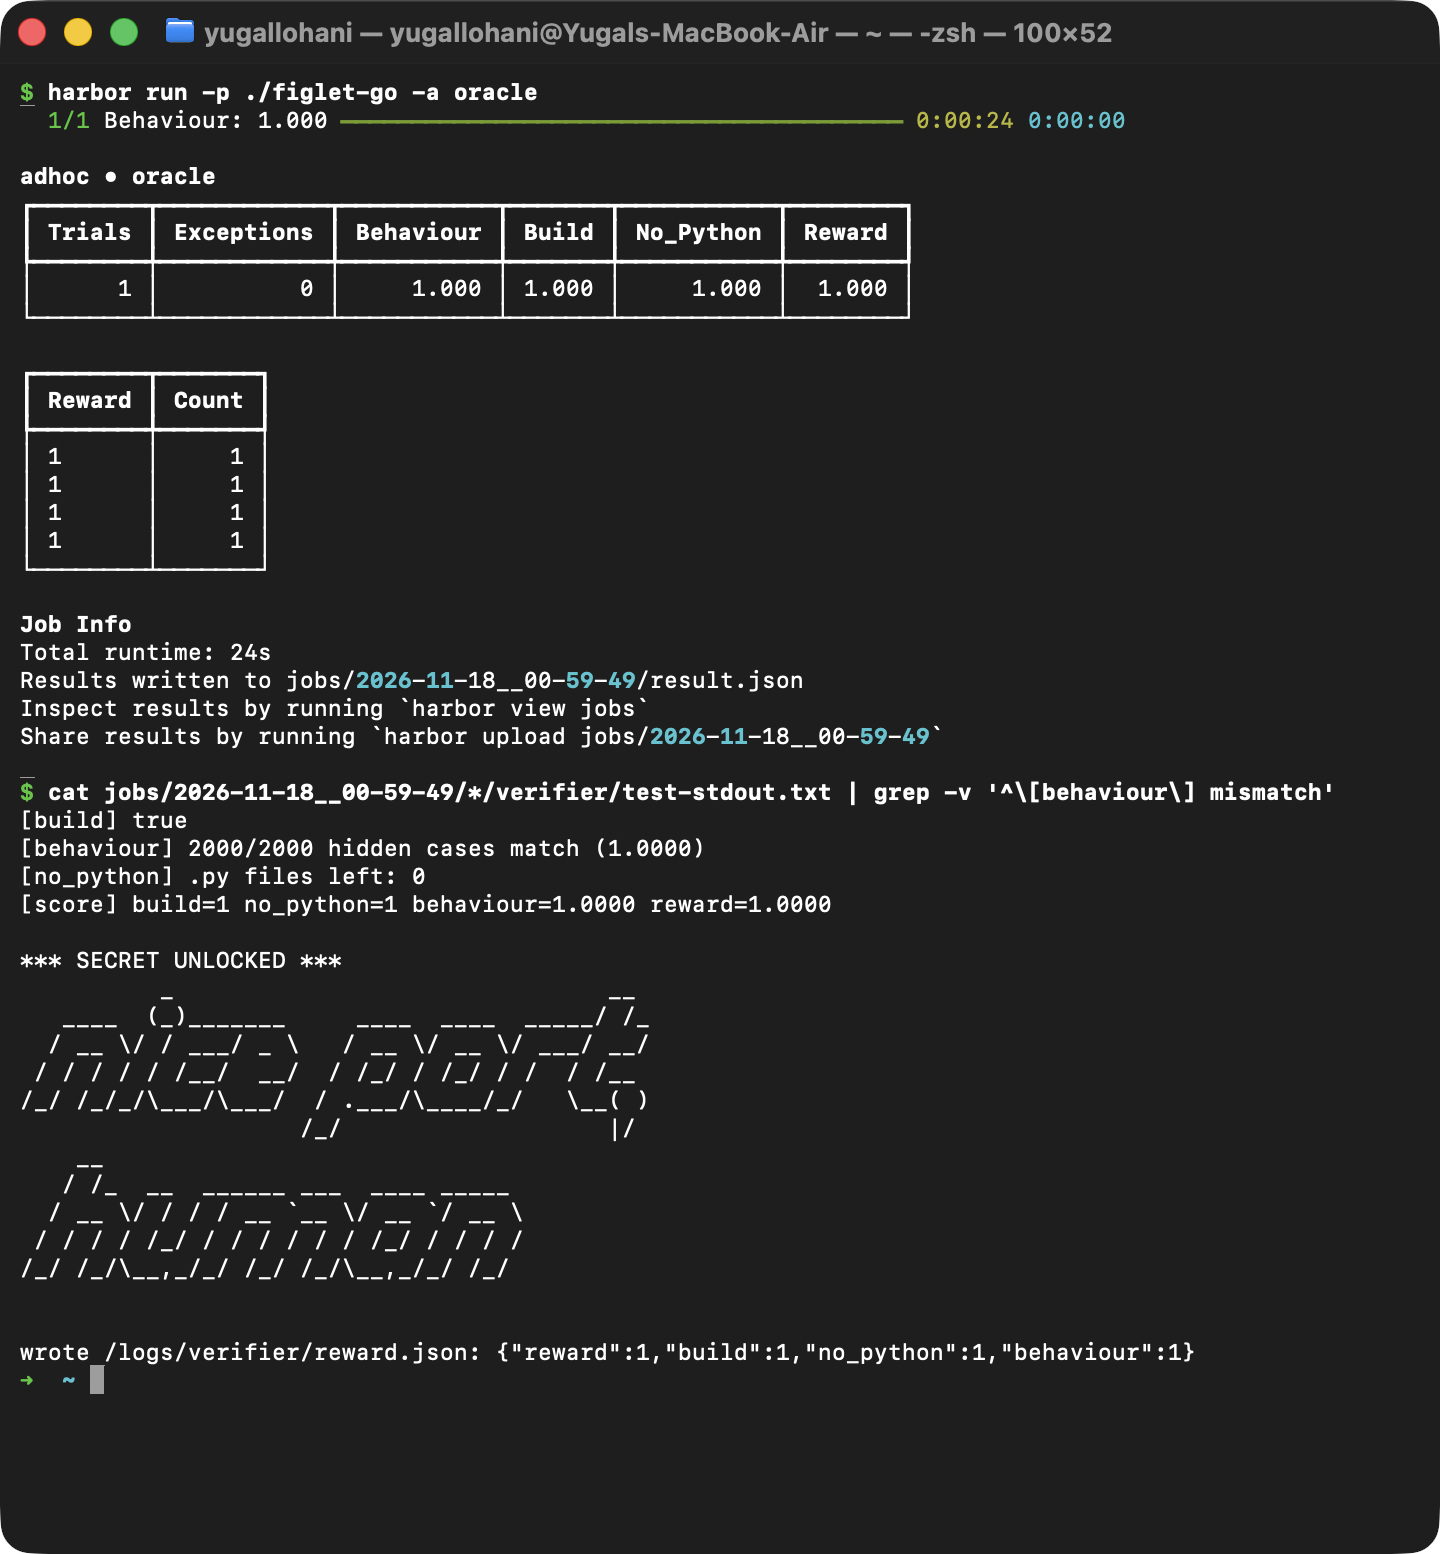 yugallohani — yugallohani@Yugals-MacBook-Air — ~ — -zsh — 100×52
$ harbor run -p ./figlet-go -a oracle
  1/1 Behaviour: 1.000 ━━━━━━━━━━━━━━━━━━━━━━━━━━━━━━━━━━━━━━━━ 0:00:24 0:00:00
adhoc • oracle
Trials Exceptions Behaviour Build No_Python Reward
1 0 1.000 1.000 1.000 1.000
Reward Count
1 1
1 1
1 1
1 1
Job Info
Total runtime: 24s
Results written to jobs/2026-11-18__00-59-49/result.json
Inspect results by running `harbor view jobs`
Share results by running `harbor upload jobs/2026-11-18__00-59-49`
$ cat jobs/2026-11-18__00-59-49/*/verifier/test-stdout.txt | grep -v '^\[behaviour\] mismatch'
[build] true
[behaviour] 2000/2000 hidden cases match (1.0000)
[no_python] .py files left: 0
[score] build=1 no_python=1 behaviour=1.0000 reward=1.0000
*** SECRET UNLOCKED ***
nice port,
human
wrote /logs/verifier/reward.json: {"reward":1,"build":1,"no_python":1,"behaviour":1}
➜  ~